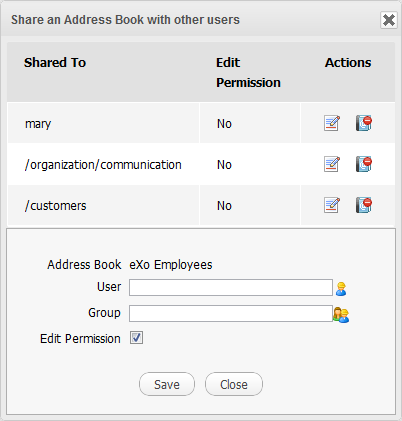 Share an Address Book with other users
Shared To Edit Permission Actions
mary No
/organization/communication No
/customers No
Address Book eXo Employees
User
Group
Edit Permission
Save Close